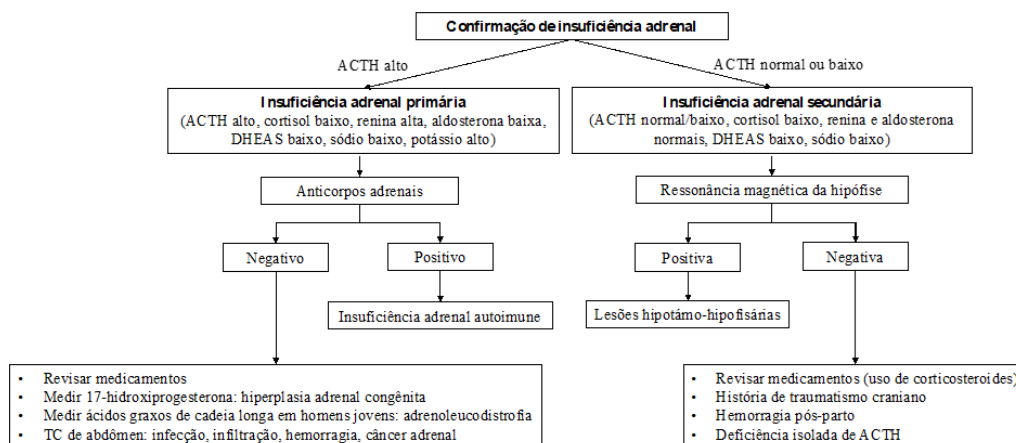 Confirmação de insuficiência adrenal
ACTH alto
ACTH normal ou baixo
Insuficiência adrenal primária
(ACTH alto, cortisol baixo, renina alta, aldosterona baixa,
DHEAS baixo, sódio baixo, potássio alto)
Insuficiência adrenal secundária
(ACTH normal/baixo, cortisol baixo, renina e aldosterona
normais, DHEAS baixo, sódio baixo)
Anticorpos adrenais
Ressonância magnética da hipófise
Negativo
Positivo
Positiva
Negativa
Insuficiência adrenal autoimune
Lesões hipotámo-hipofisárias
• Revisar medicamentos
• Medir 17-hidroxiprogesterona: hiperplasia adrenal congênita
• Medir ácidos graxos de cadeia longa em homens jovens: adrenoleucodistrofia
• TC de abdômen: infecção, infiltração, hemorragia, câncer adrenal
• Revisar medicamentos (uso de corticosteroides)
• História de traumatismo craniano
• Hemorragia pós-parto
• Deficiência isolada de ACTH